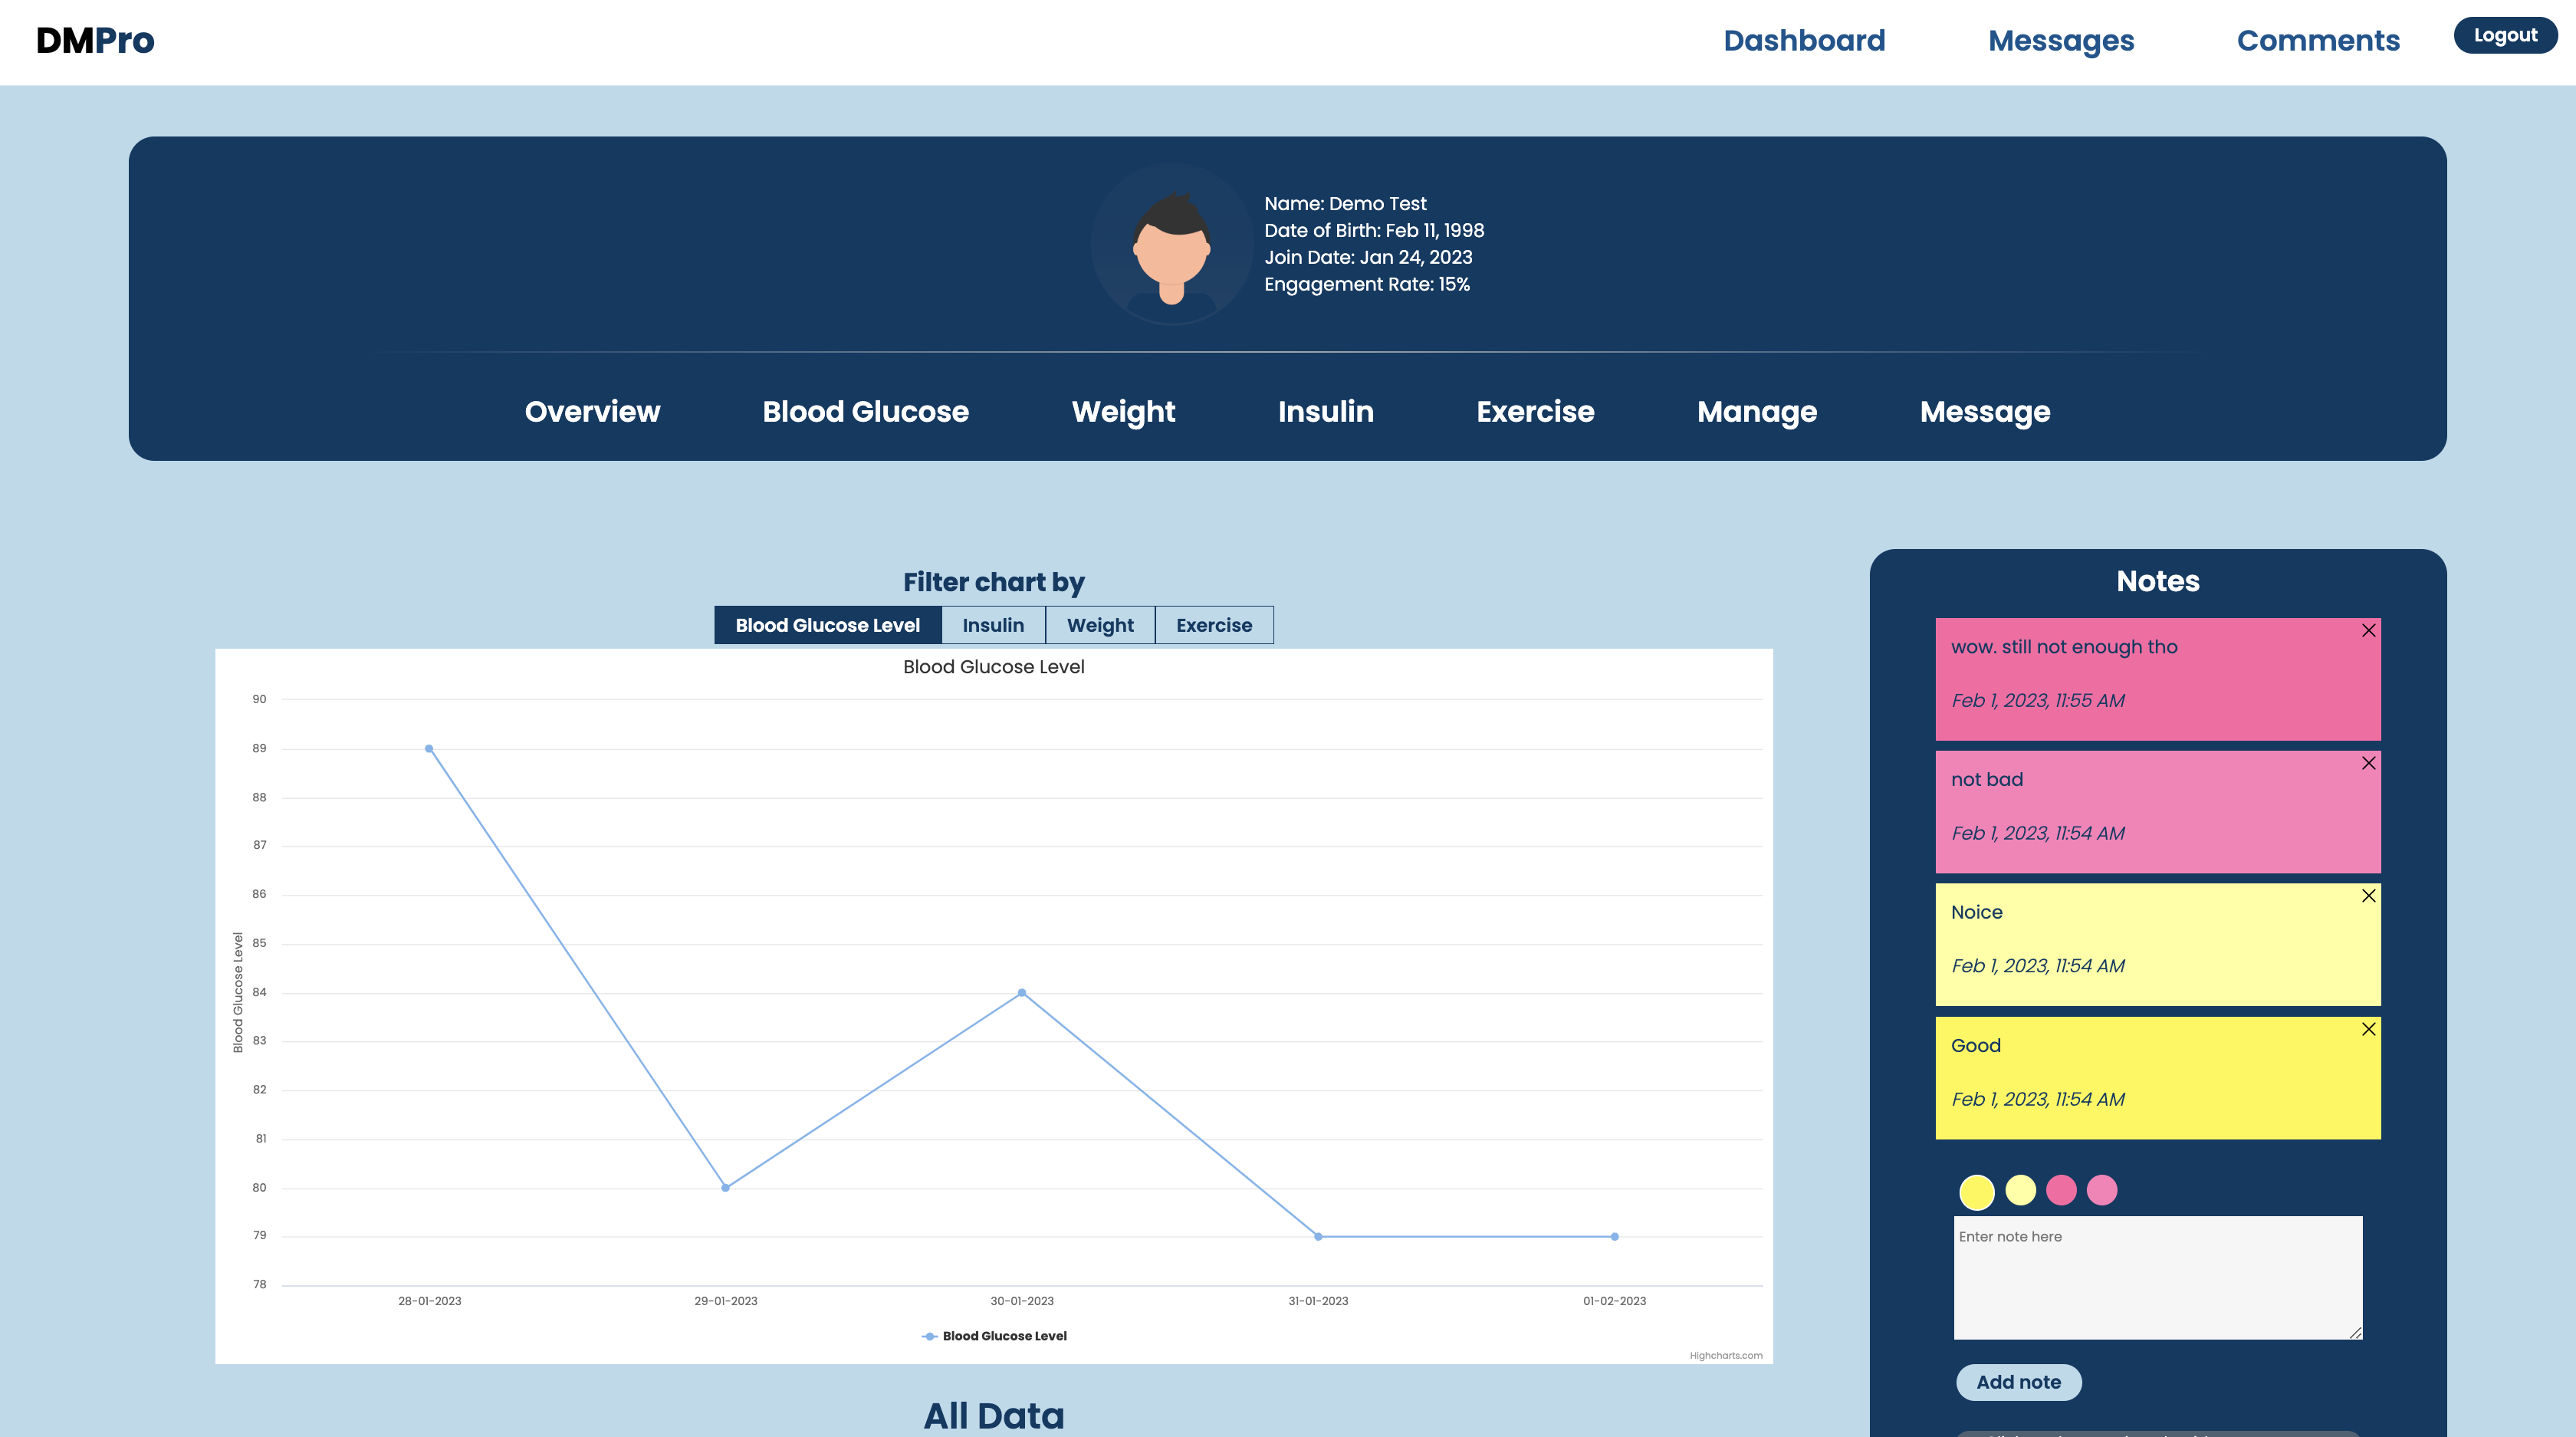 DMPro
Dashboard
Messages
Comments
Logout
Name: Demo Test
Date of Birth: Feb 11, 1998
Join Date: Jan 24, 2023
Engagement Rate: 15%
Overview
Blood Glucose
Weight
Insulin
Exercise
Manage
Message
Filter chart by
Blood Glucose Level
Insulin
Weight
Exercise
Blood Glucose Level
Blood Glucose Level
90
89
88
87
86
85
84
83
82
81
80
79
78
28-01-2023
29-01-2023
30-01-2023
31-01-2023
01-02-2023
Blood Glucose Level
Highcharts.com
All Data
Notes
wow. still not enough tho
Feb 1, 2023, 11:55 AM
not bad
Feb 1, 2023, 11:54 AM
Noice
Feb 1, 2023, 11:54 AM
Good
Feb 1, 2023, 11:54 AM
Enter note here
Add note